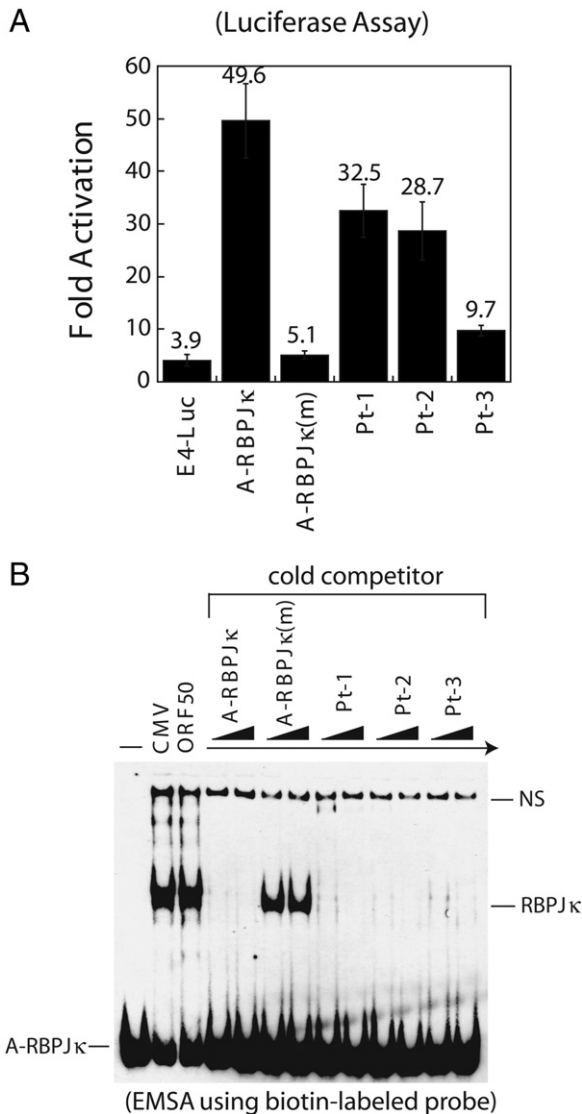 A
(Luciferase Assay)
Fold Activation
60
50
40
30
20
10
0
3.9
49.6
5.1
32.5
28.7
9.7
E4-Luc
A-RBPJκ
A-RBPJκ(m)
Pt-1
Pt-2
Pt-3
B
cold competitor
—
CMV
ORF50
A-RBPJκ
A-RBPJκ(m)
Pt-1
Pt-2
Pt-3
NS
RBPJκ
A-RBPJκ
(EMSA using biotin-labeled probe)